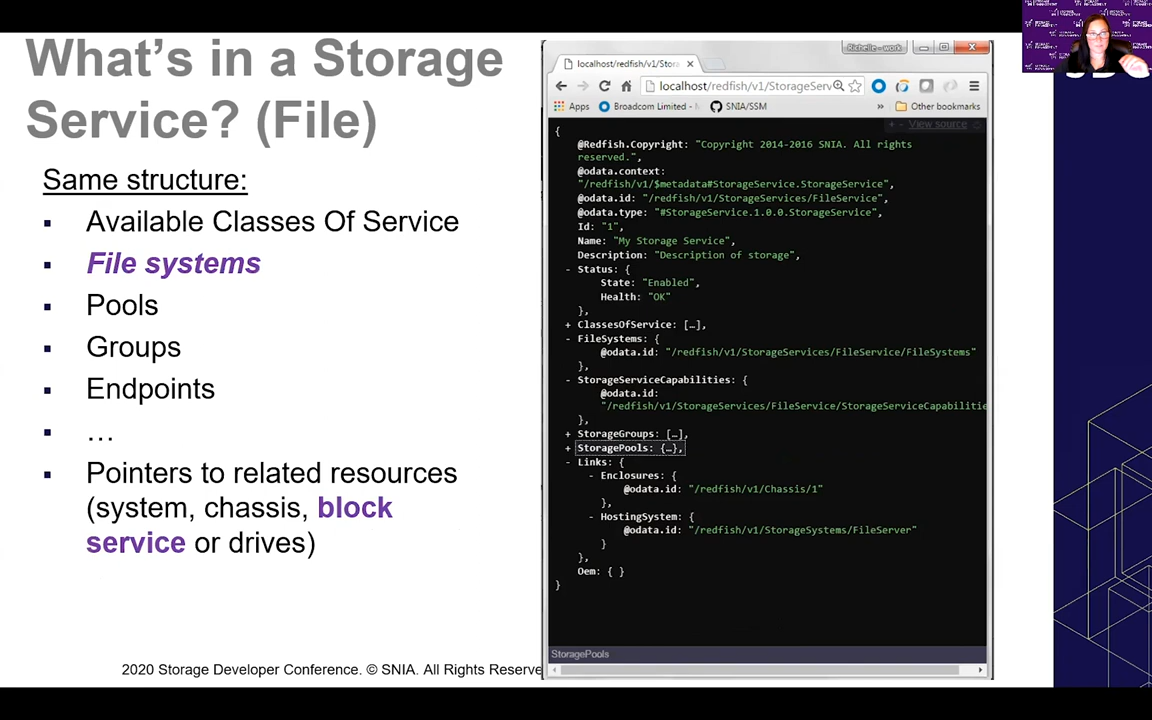 What's in a Storage
Service? (File)
Same structure:
▪ Available Classes Of Service
▪ File systems
▪ Pools
▪ Groups
▪ Endpoints
▪ …
▪ Pointers to related resources
(system, chassis, block
service or drives)
2020 Storage Developer Conference. © SNIA. All Rights Reserve
Richelle - work
localhost/redfish/v1/Stora
localhost/redfish/v1/StorageServ
Apps Broadcom Limited - SNIA/SSM » Other bookmarks
+ - View source
{
@Redfish.Copyright: "Copyright 2014-2016 SNIA. All rights
reserved.",
@odata.context:
"/redfish/v1/$metadata#StorageService.StorageService",
@odata.id: "/redfish/v1/StorageServices/FileService",
@odata.type: "#StorageService.1.0.0.StorageService",
Id: "1",
Name: "My Storage Service",
Description: "Description of storage",
- Status: {
State: "Enabled",
Health: "OK"
},
+ ClassesOfService: […],
- FileSystems: {
@odata.id: "/redfish/v1/StorageServices/FileService/FileSystems"
},
- StorageServiceCapabilities: {
@odata.id:
"/redfish/v1/StorageServices/FileService/StorageServiceCapabilitie
},
+ StorageGroups: […],
+ StoragePools: {…},
- Links: {
- Enclosures: {
@odata.id: "/redfish/v1/Chassis/1"
},
- HostingSystem: {
@odata.id: "/redfish/v1/StorageSystems/FileServer"
}
},
Oem: { }
}
StoragePools